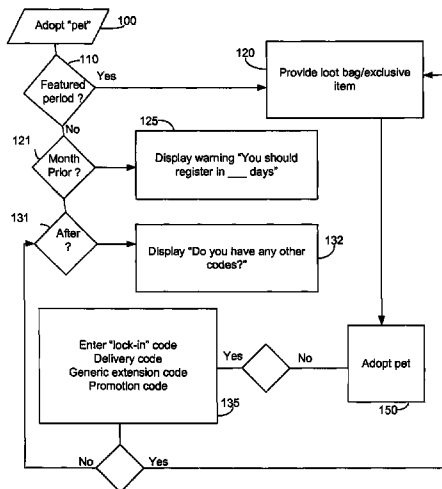 Adopt “pet”
100
110
Featured
period ?
Yes
No
120
Provide loot bag/exclusive
item
121
Month
Prior ?
125
Display warning “You should
register in ___ days”
131
After
?
132
Display “Do you have any other
codes?”
Enter “lock-in” code
Delivery code
Generic extension code
Promotion code
135
Yes
No
Adopt pet
150
No
Yes